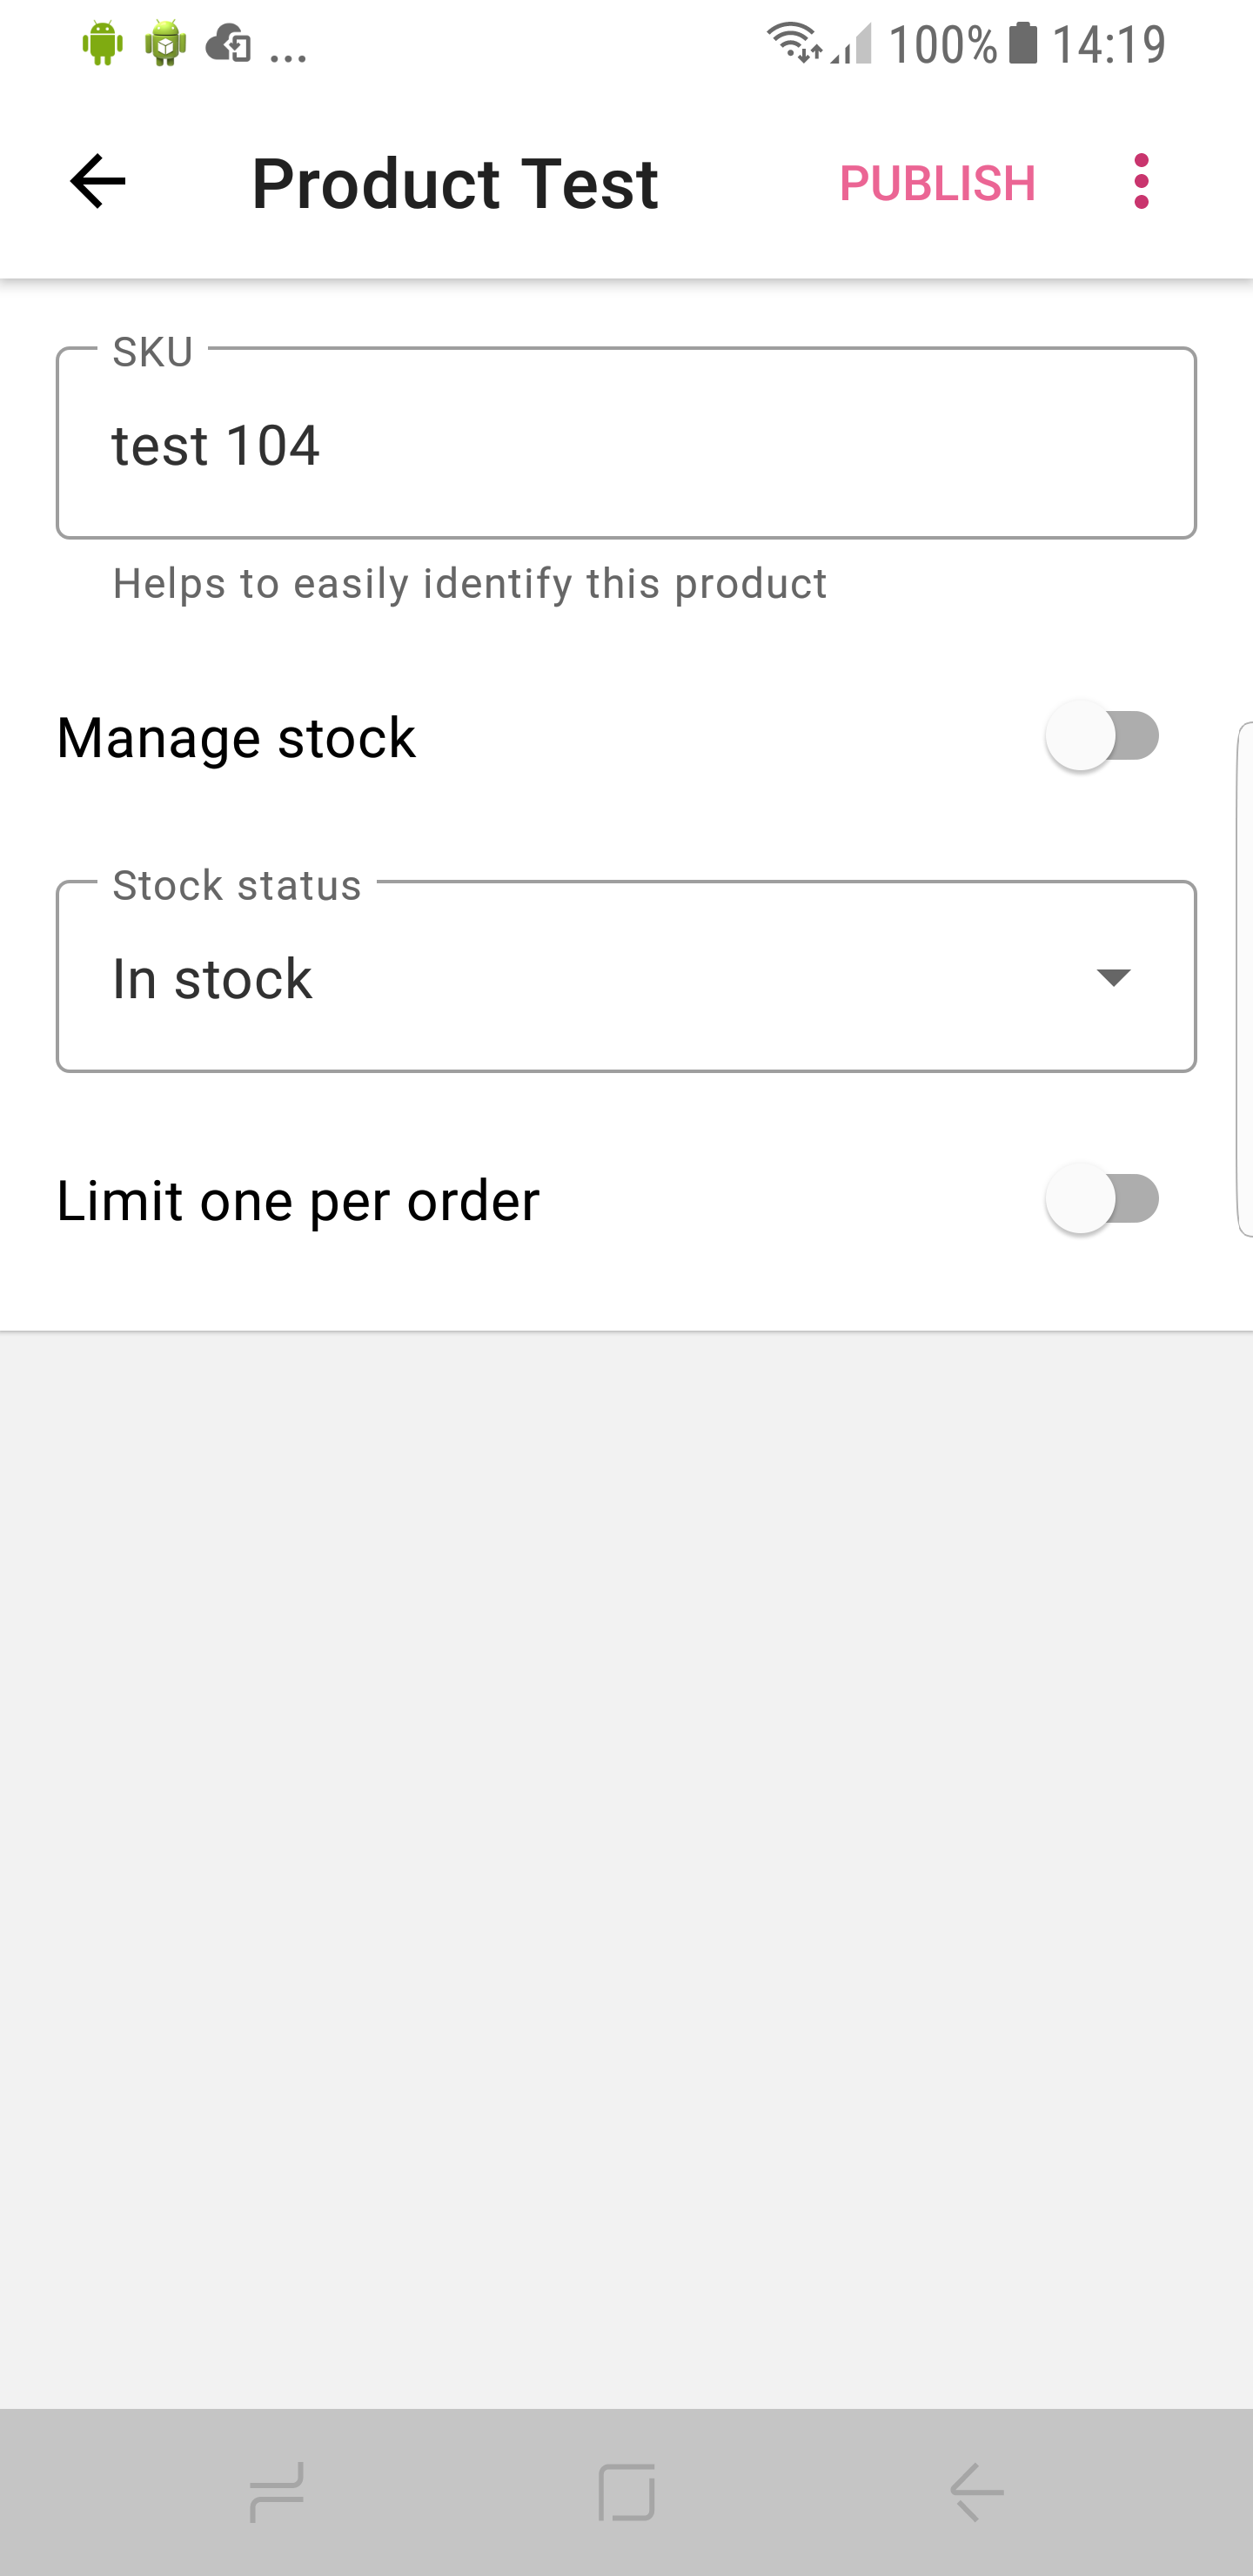 ... 100% 14:19
Product Test PUBLISH
SKU
test 104
Helps to easily identify this product
Manage stock
Stock status
In stock
Limit one per order